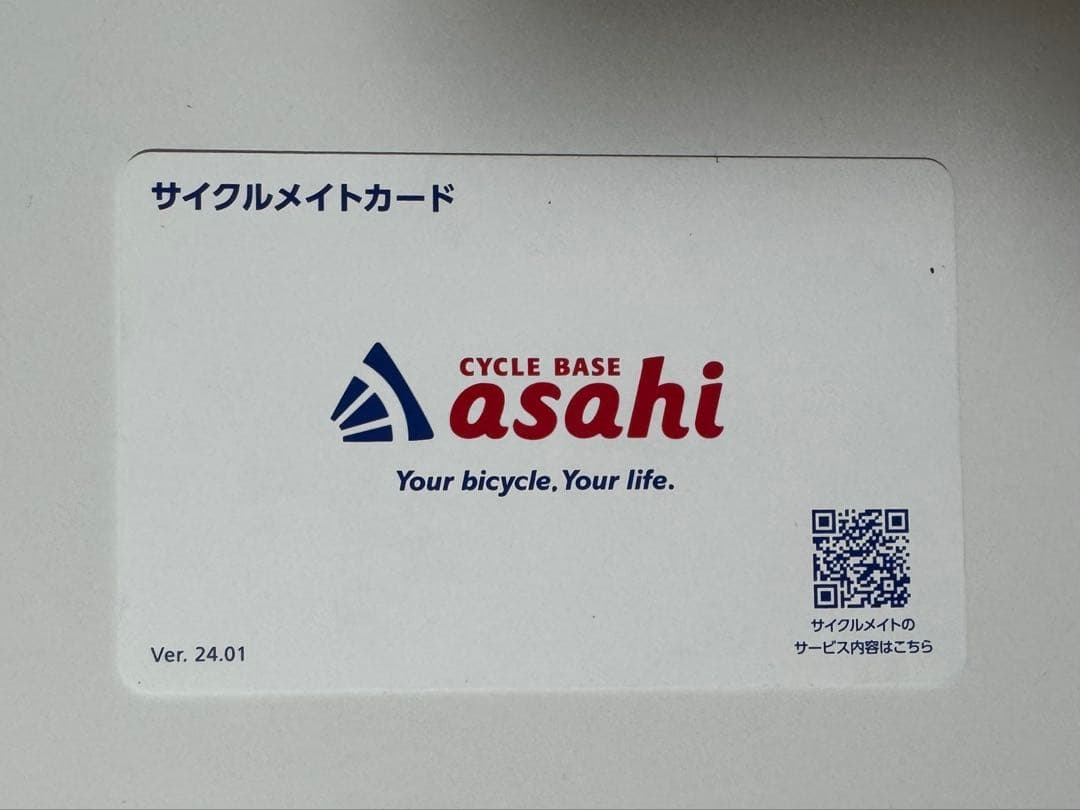 サイクルメイトカード
CYCLE BASE
asahi
Your bicycle, Your life.
サイクルメイトの
サービス内容はこちら
Ver. 24.01